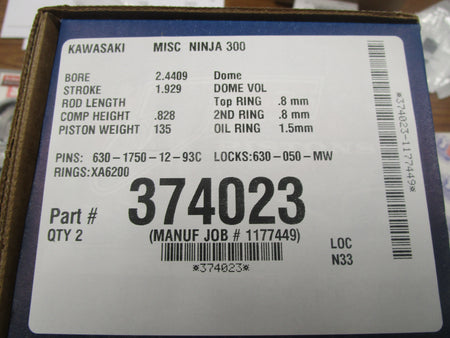 KAWASAKI MISC NINJA 300
BORE 2.4409 Dome
STROKE 1.929 DOME VOL
ROD LENGTH Top RING .8 mm
COMP HEIGHT .828 2ND RING .8 mm
PISTON WEIGHT 135 OIL RING 1.5mm
PINS: 630-1750-12-93C LOCKS:630-050-MW
RINGS:XA6200
Part # 374023
QTY 2 (MANUF JOB # 1177449)
LOC
*374023* N33
*374023-1177449*